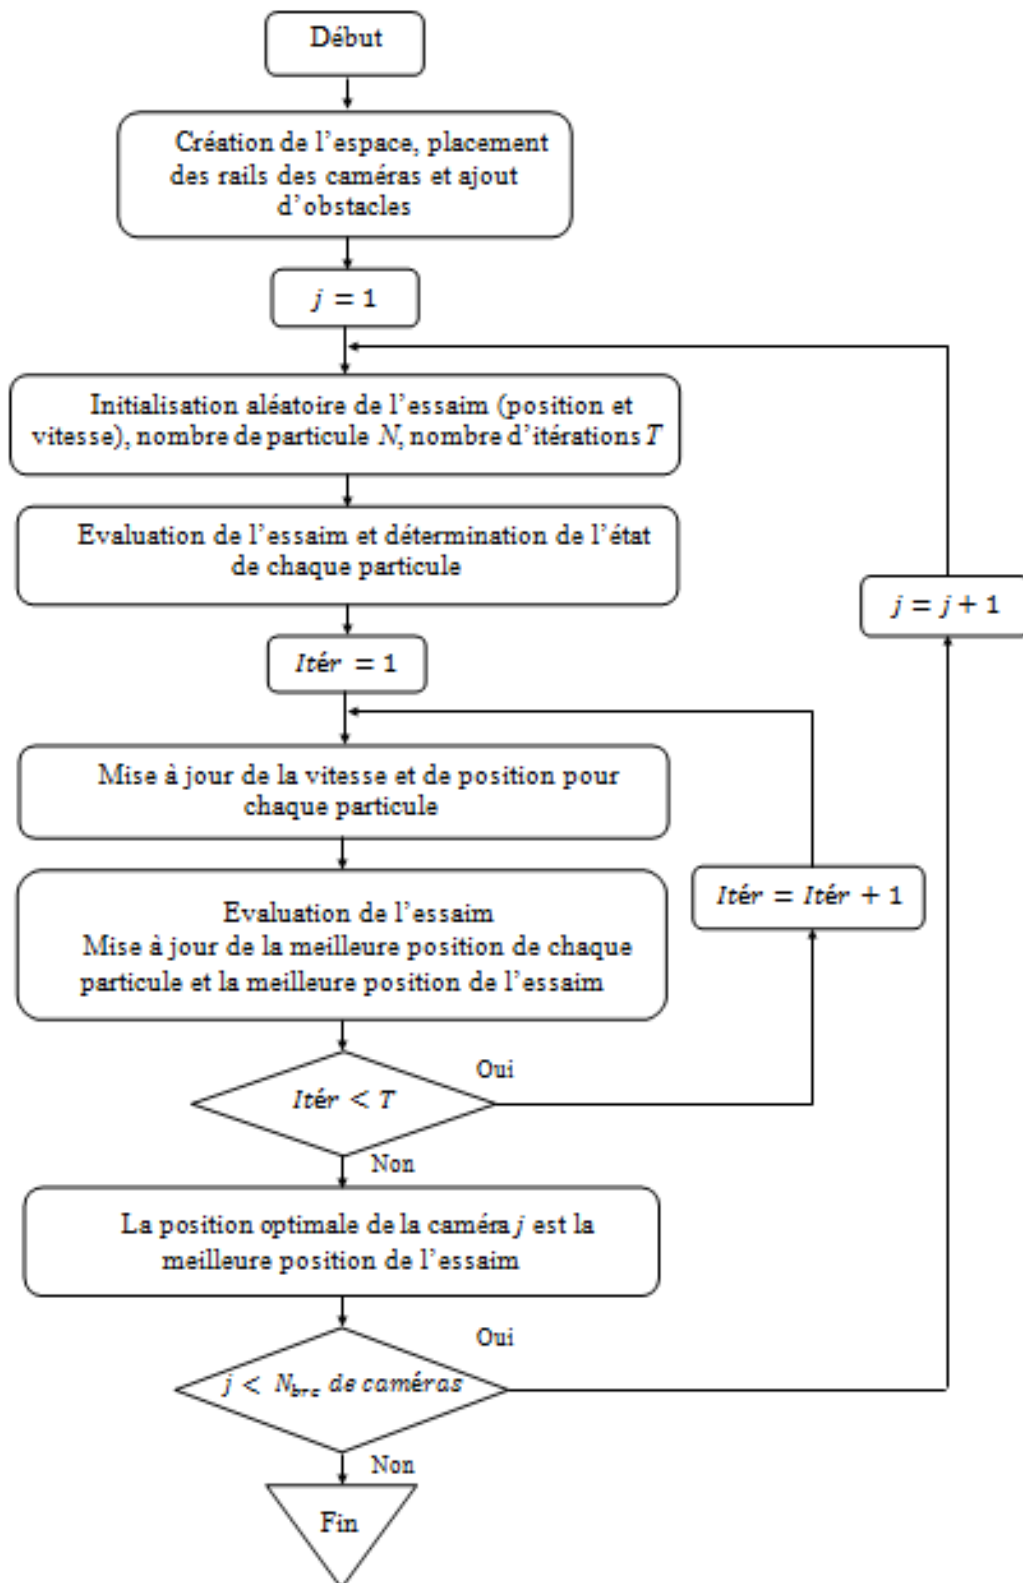 Début
Création de l'espace, placement
des rails des caméras et ajout
d'obstacles
j = 1
Initialisation aléatoire de l'essaim (position et
vitesse), nombre de particule N, nombre d'itérations T
Evaluation de l'essaim et détermination de l'état
de chaque particule
j = j + 1
Itér = 1
Mise à jour de la vitesse et de position pour
chaque particule
Itér = Itér + 1
Evaluation de l'essaim
Mise à jour de la meilleure position de chaque
particule et la meilleure position de l'essaim
Oui
Itér < T
Non
La position optimale de la caméra j est la
meilleure position de l'essaim
Oui
j < Nbre de caméras
Non
Fin